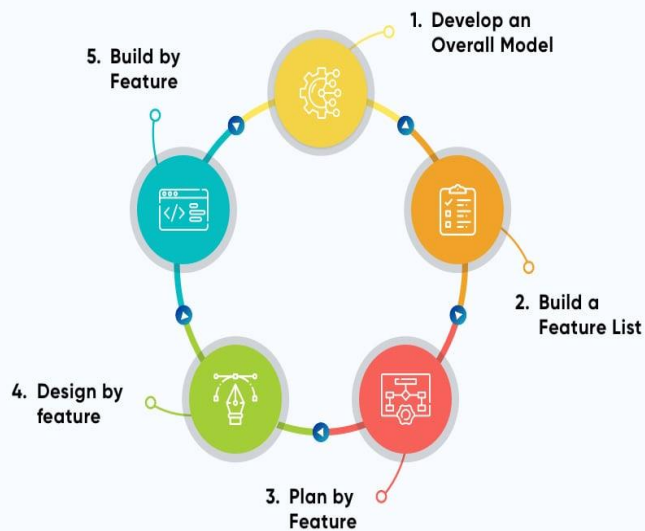 1. Develop an
Overall Model
2. Build a
Feature List
3. Plan by
Feature
4. Design by
feature
5. Build by
Feature